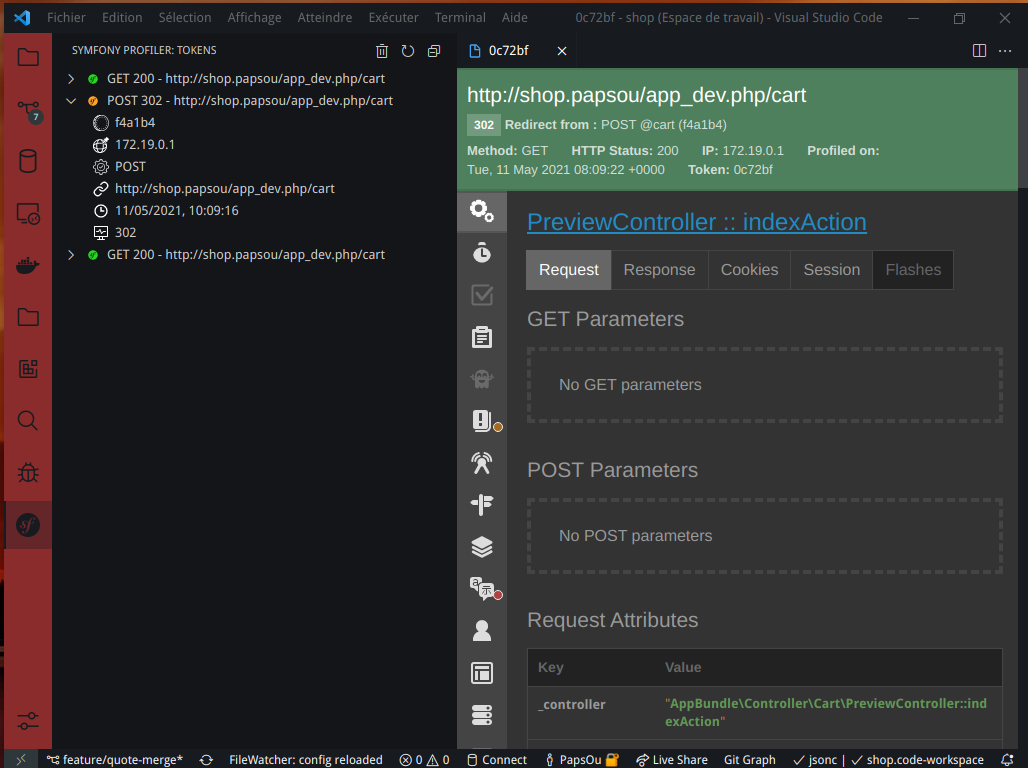 Fichier Edition Sélection Affichage Atteindre Exécuter Terminal Aide 0c72bf - shop (Espace de travail) - Visual Studio Code
SYMFONY PROFILER: TOKENS
GET 200 - http://shop.papsou/app_dev.php/cart
POST 302 - http://shop.papsou/app_dev.php/cart
f4a1b4
172.19.0.1
POST
http://shop.papsou/app_dev.php/cart
11/05/2021, 10:09:16
302
GET 200 - http://shop.papsou/app_dev.php/cart
7
sf
0c72bf
http://shop.papsou/app_dev.php/cart
302 Redirect from : POST @cart (f4a1b4)
Method: GET HTTP Status: 200 IP: 172.19.0.1 Profiled on:
Tue, 11 May 2021 08:09:22 +0000 Token: 0c72bf
PreviewController :: indexAction
Request Response Cookies Session Flashes
GET Parameters
No GET parameters
POST Parameters
No POST parameters
Request Attributes
Key Value
_controller "AppBundle\Controller\Cart\PreviewController::ind
exAction"
feature/quote-merge* FileWatcher: config reloaded 0 0 Connect PapsOu Live Share Git Graph jsonc | shop.code-workspace